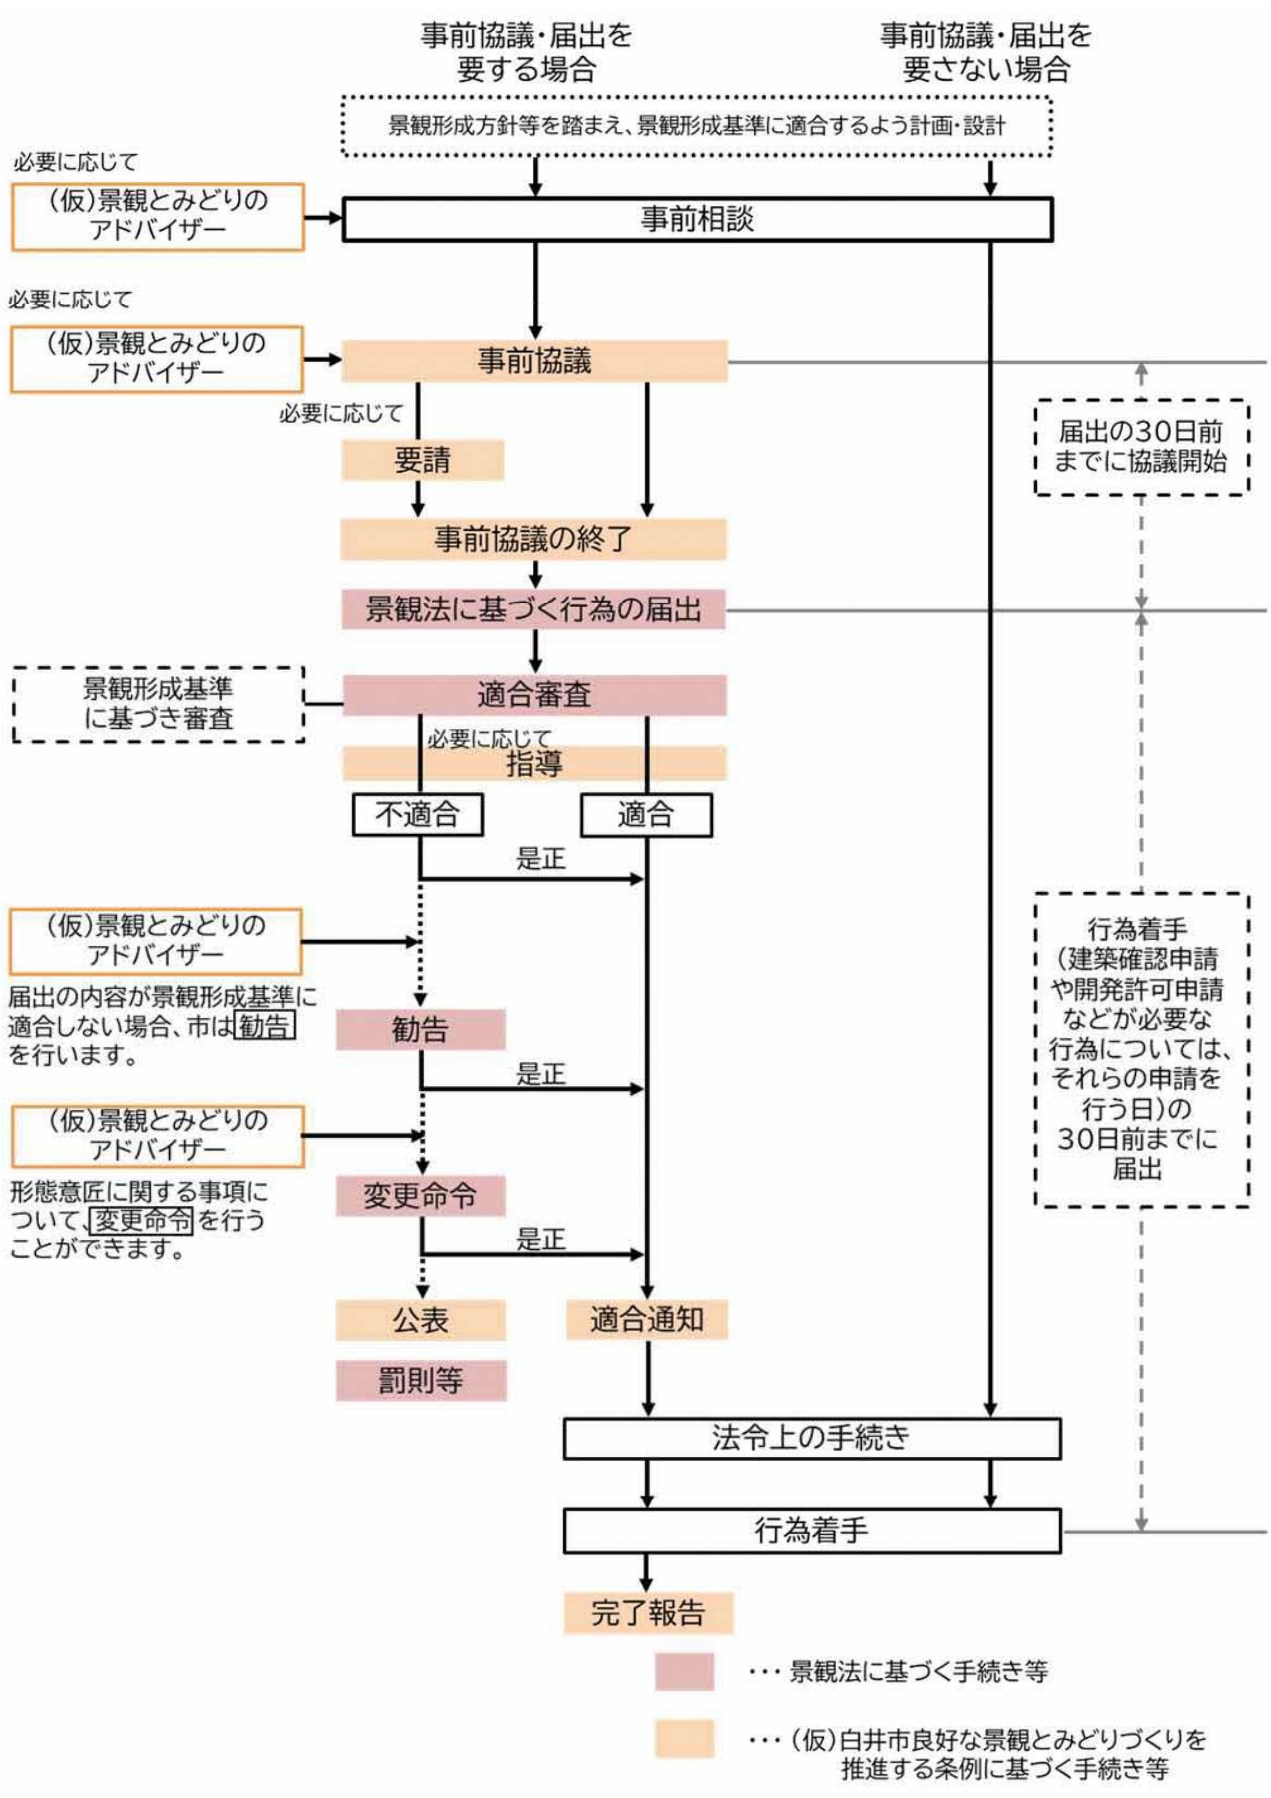 事前協議・届出を
要する場合
事前協議・届出を
要さない場合
景観形成方針等を踏まえ、景観形成基準に適合するよう計画・設計
必要に応じて
（仮）景観とみどりの
アドバイザー
事前相談
必要に応じて
（仮）景観とみどりの
アドバイザー
事前協議
必要に応じて
要請
届出の30日前
までに協議開始
事前協議の終了
景観法に基づく行為の届出
景観形成基準
に基づき審査
適合審査
必要に応じて
指導
不適合
適合
是正
（仮）景観とみどりの
アドバイザー
届出の内容が景観形成基準に
適合しない場合、市は勧告
を行います。
勧告
是正
行為着手
（建築確認申請
や開発許可申請
などが必要な
行為については、
それらの申請を
行う日）の
30日前までに
届出
（仮）景観とみどりの
アドバイザー
形態意匠に関する事項に
ついて、変更命令を行う
ことができます。
変更命令
是正
公表
適合通知
罰則等
法令上の手続き
行為着手
完了報告
･･･景観法に基づく手続き等
･･･（仮）白井市良好な景観とみどりづくりを
推進する条例に基づく手続き等